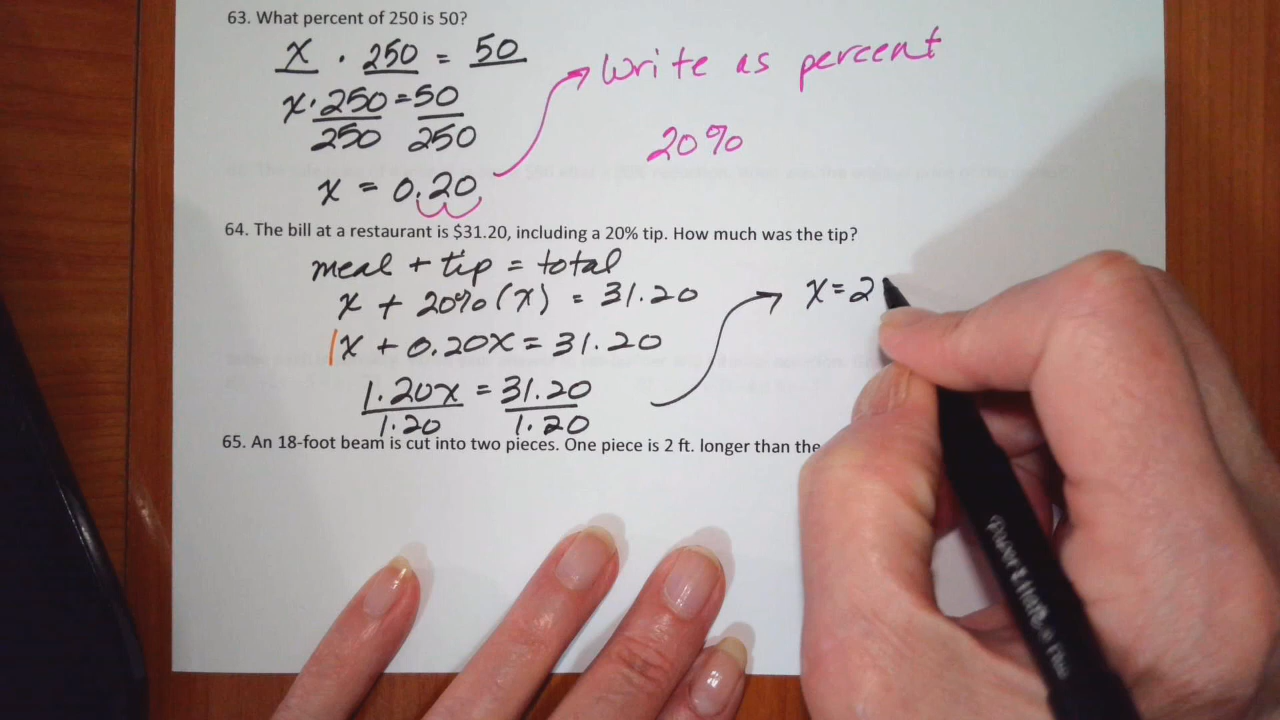 63. What percent of 250 is 50?
x · 250 = 50
Write as percent
x · 250 = 50
250 250
20%
x = 0.20
64. The bill at a restaurant is $31.20, including a 20% tip. How much was the tip?
meal + tip = total
x + 20%(x) = 31.20
x = 2
1x + 0.20x = 31.20
1.20x = 31.20
1.20 1.20
65. An 18-foot beam is cut into two pieces. One piece is 2 ft. longer than the
Paper Mate